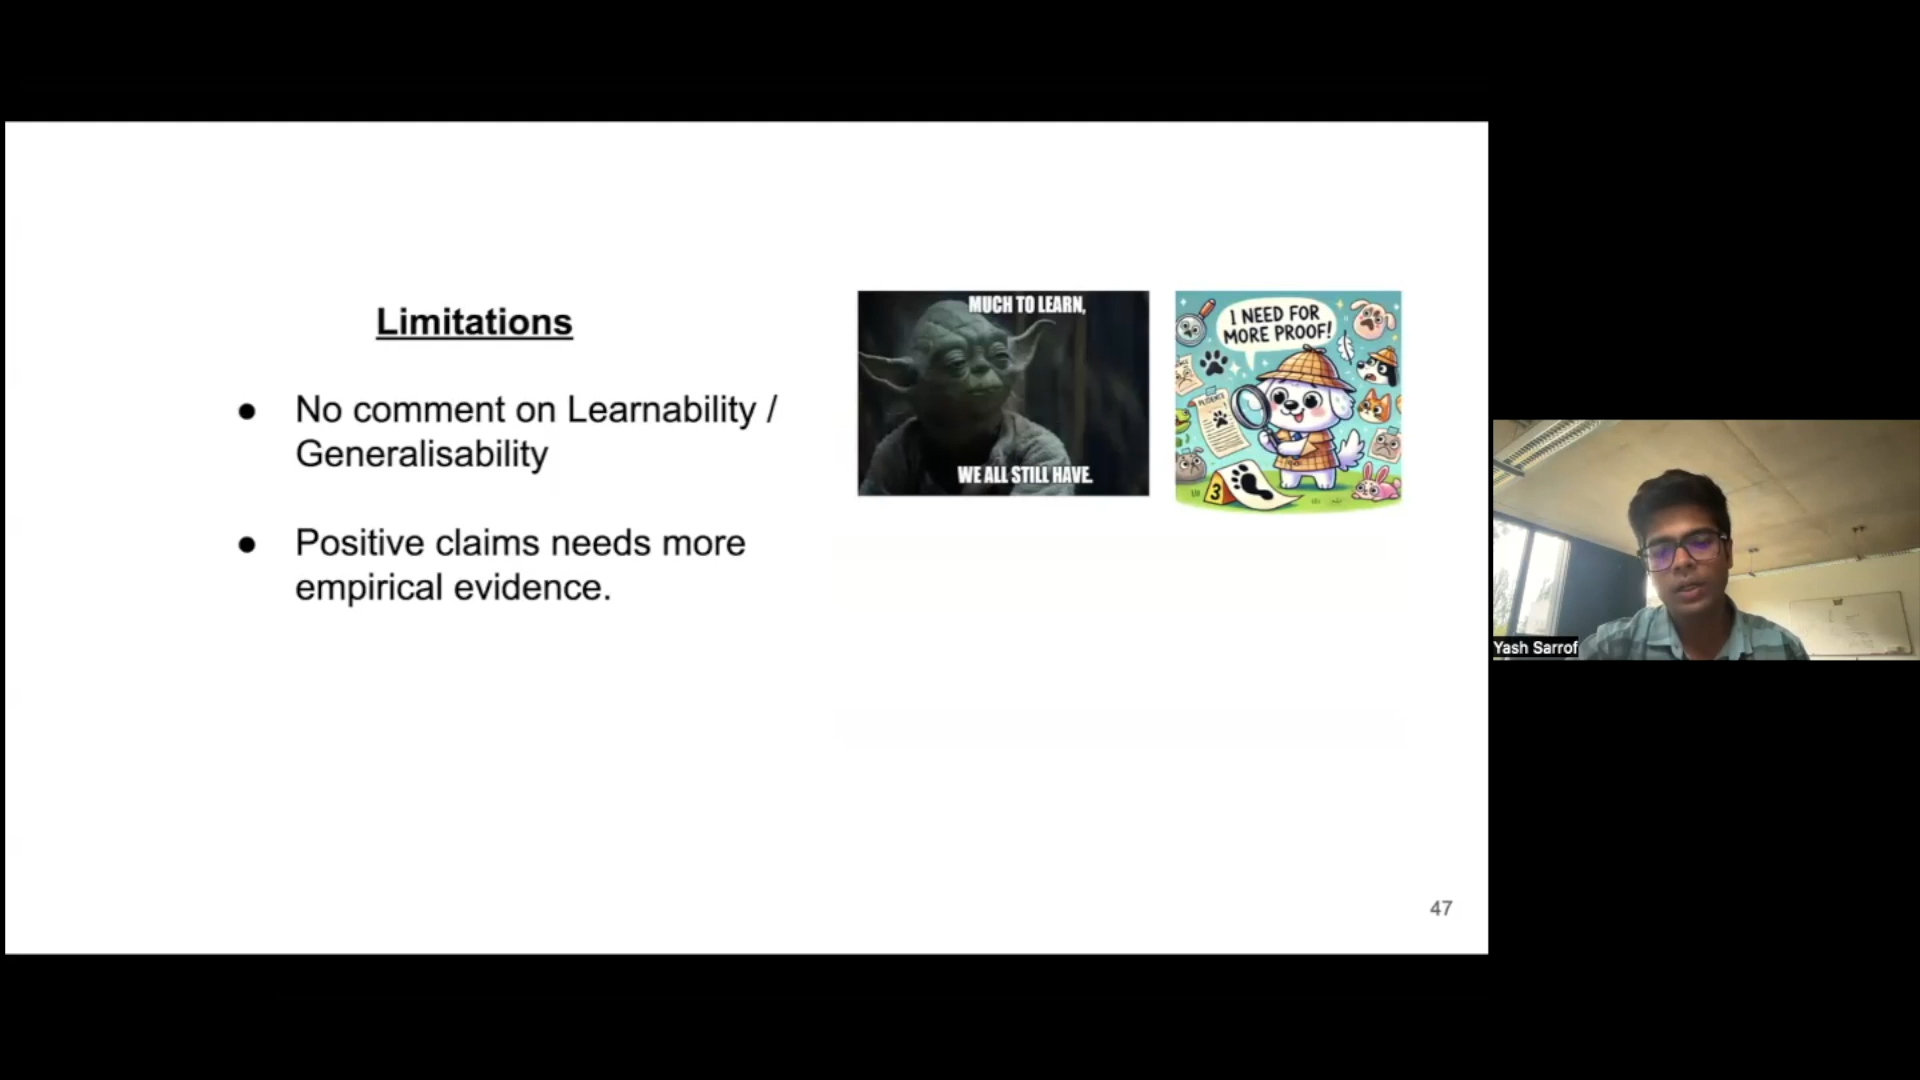 Limitations
● No comment on Learnability /
Generalisability
● Positive claims needs more
empirical evidence.
MUCH TO LEARN,
WE ALL STILL HAVE.
I NEED FOR
MORE PROOF!
3
47
Yash Sarrof